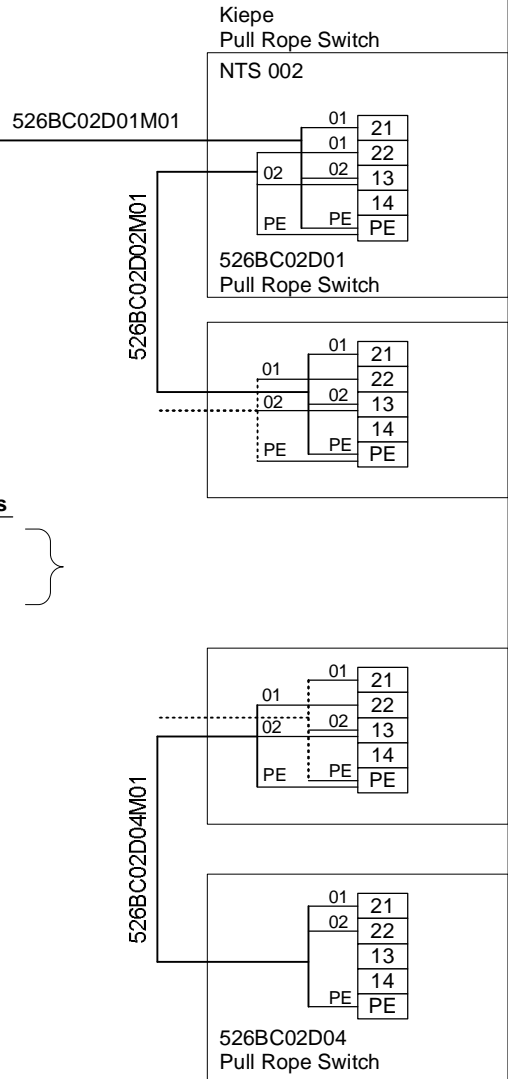 Kiepe
Pull Rope Switch
NTS 002
526BC02D01M01
01 21
01 22
02 02 13
14
PE PE PE
526BC02D02M01
526BC02D01
Pull Rope Switch
01 21
01 22
02 02 13
14
PE PE PE
s
01 21
01 22
02 02 13
14
PE PE PE
526BC02D04M01
01 21
02 22
13
14
PE PE
526BC02D04
Pull Rope Switch